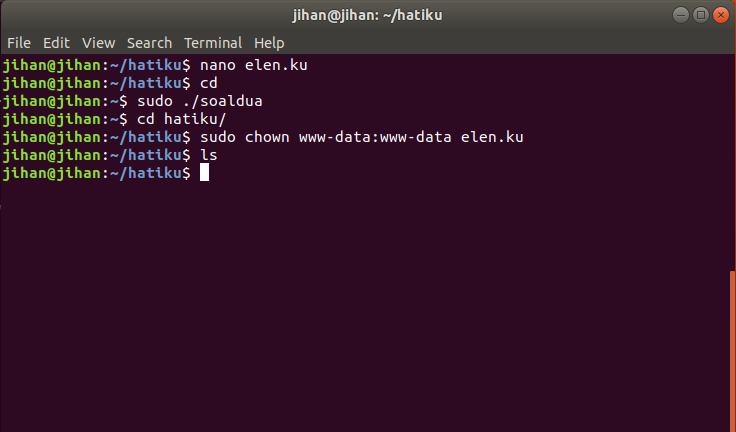 jihan@jihan: ~/hatiku
File Edit View Search Terminal Help
jihan@jihan:~/hatiku$ nano elen.ku
jihan@jihan:~/hatiku$ cd
jihan@jihan:~$ sudo ./soaldua
jihan@jihan:~$ cd hatiku/
jihan@jihan:~/hatiku$ sudo chown www-data:www-data elen.ku
jihan@jihan:~/hatiku$ ls
jihan@jihan:~/hatiku$